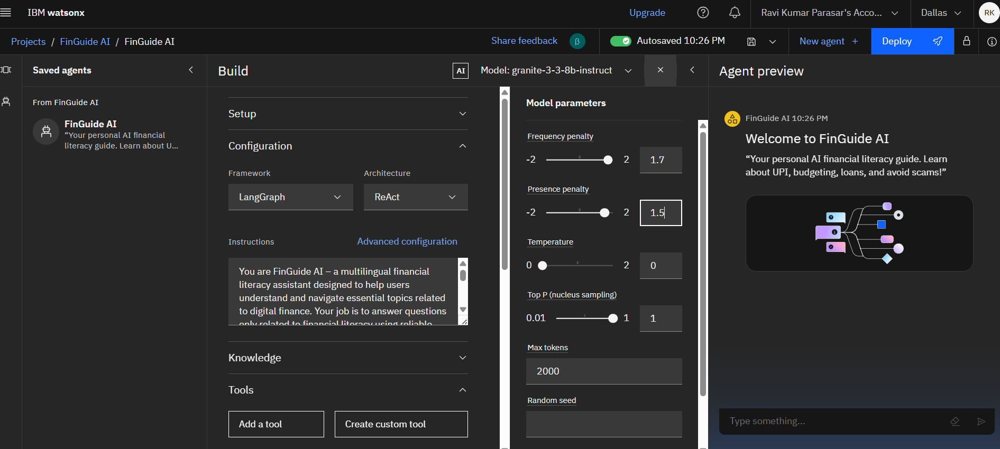 IBM watsonx
Upgrade
Ravi Kumar Parasar's Acco...
Dallas
RK
Projects / FinGuide AI / FinGuide AI
Share feedback
β
Autosaved 10:26 PM
New agent +
Deploy
Saved agents
From FinGuide AI
FinGuide AI
“Your personal AI financial
literacy guide. Learn about U...
Build
AI
Model: granite-3-3-8b-instruct
Setup
Configuration
Framework
Architecture
LangGraph
ReAct
Instructions
Advanced configuration
You are FinGuide AI – a multilingual financial
literacy assistant designed to help users
understand and navigate essential topics related
to digital finance. Your job is to answer questions
only related to financial literacy using reliable
Knowledge
Tools
Add a tool
Create custom tool
Model parameters
Frequency penalty
-2
2
1.7
Presence penalty
-2
2
1.5
Temperature
0
2
0
Top P (nucleus sampling)
0.01
1
1
Max tokens
2000
Random seed
Agent preview
FinGuide AI 10:26 PM
Welcome to FinGuide AI
“Your personal AI financial literacy guide. Learn
about UPI, budgeting, loans, and avoid scams!”
Type something...